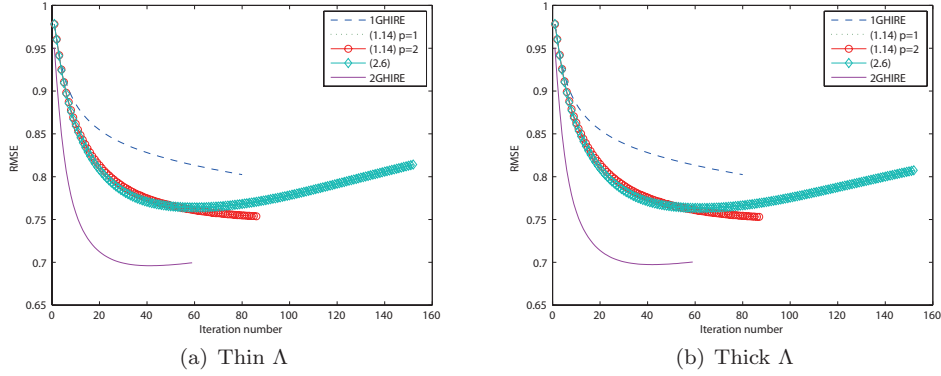 1
0.95
0.9
0.85
0.8
0.75
0.7
0.65
RMSE
0 20 40 60 80 100 120 140 160
Iteration number
1GHIRE
(1.14) p=1
(1.14) p=2
(2.6)
2GHIRE
(a) Thin Λ
1
0.95
0.9
0.85
0.8
0.75
0.7
0.65
RMSE
0 20 40 60 80 100 120 140 160
Iteration number
1GHIRE
(1.14) p=1
(1.14) p=2
(2.6)
2GHIRE
(b) Thick Λ